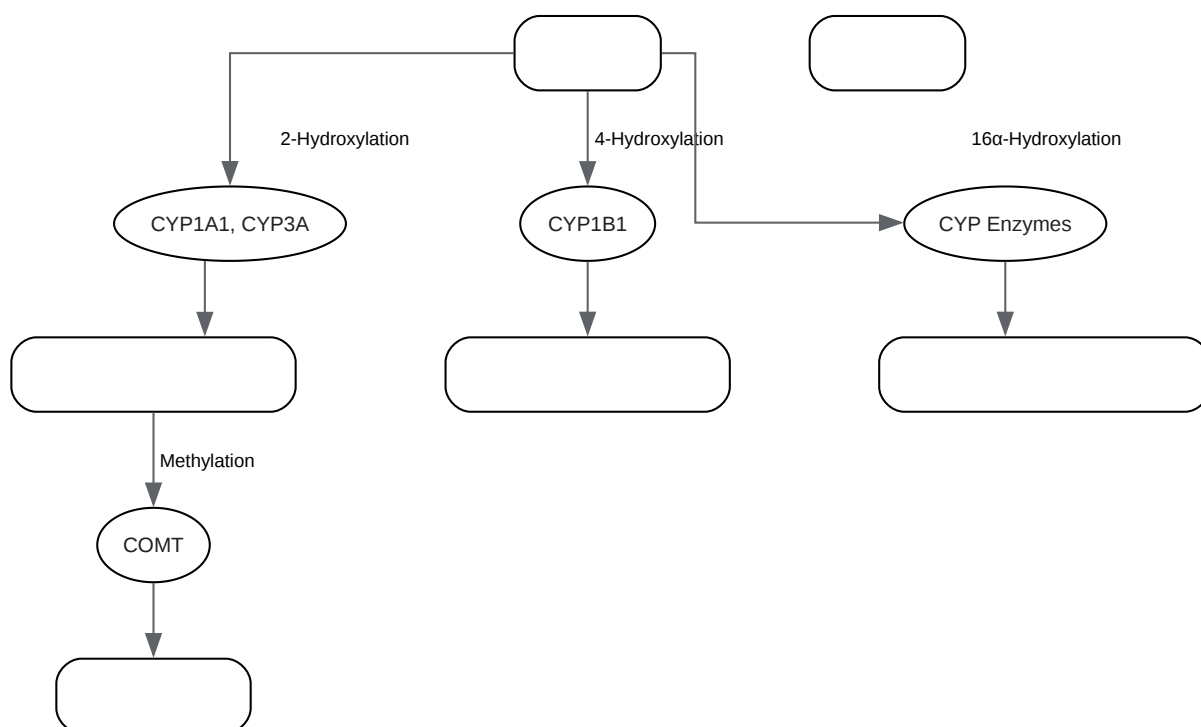 2-Hydroxylation
4-Hydroxylation
16α-Hydroxylation
CYP1A1, CYP3A
CYP1B1
CYP Enzymes
Methylation
COMT